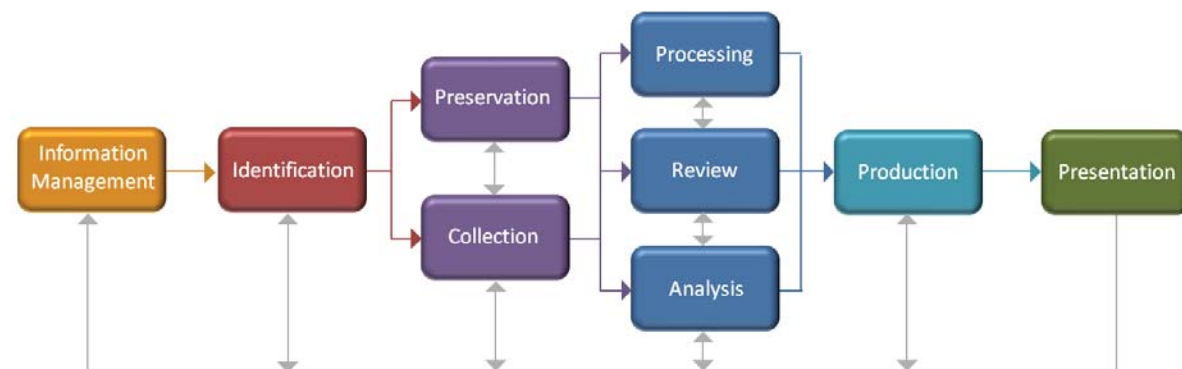 Information
Management
Identification
Preservation
Collection
Processing
Review
Analysis
Production
Presentation